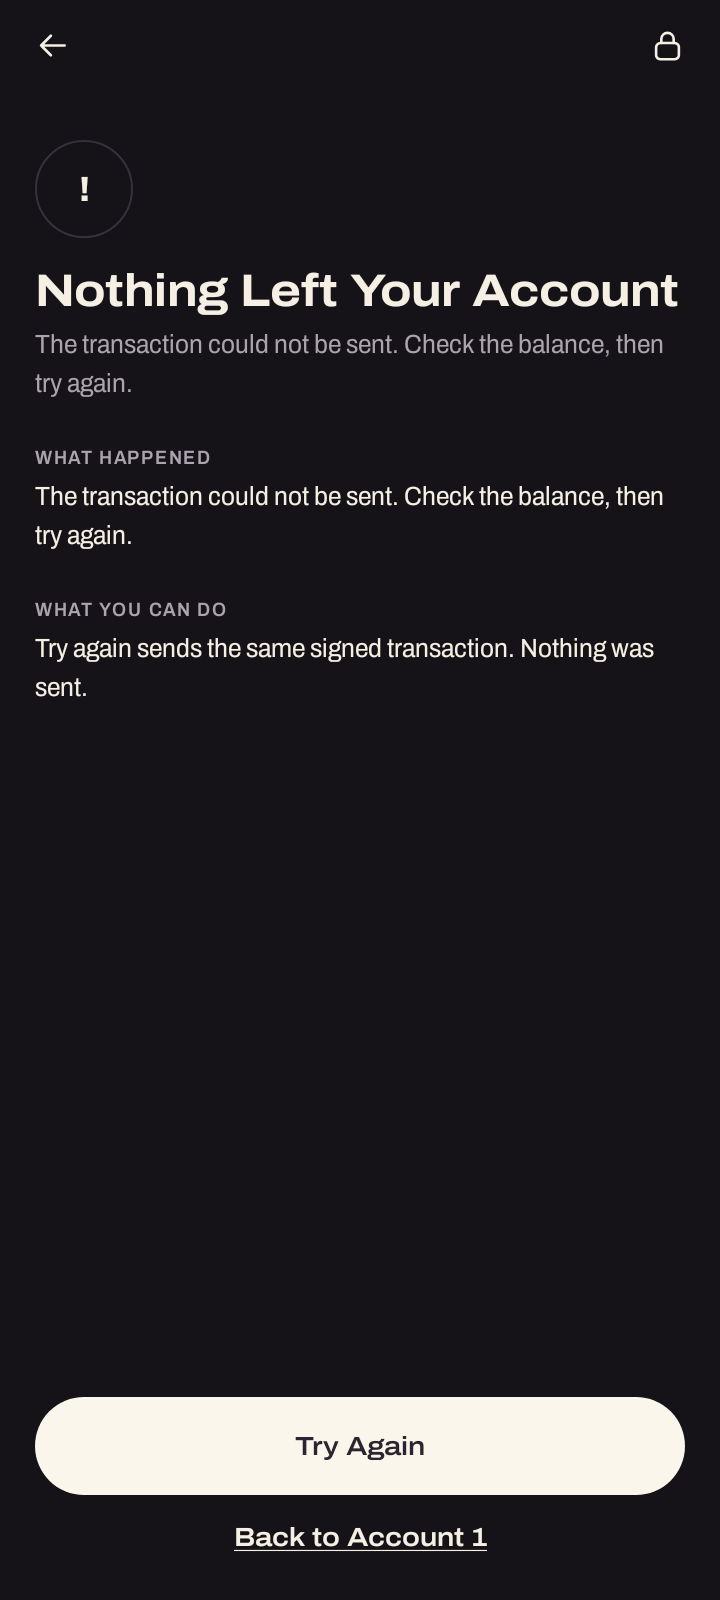 !
Nothing Left Your Account
The transaction could not be sent. Check the balance, then
try again.
WHAT HAPPENED
The transaction could not be sent. Check the balance, then
try again.
WHAT YOU CAN DO
Try again sends the same signed transaction. Nothing was
sent.
Try Again
Back to Account 1